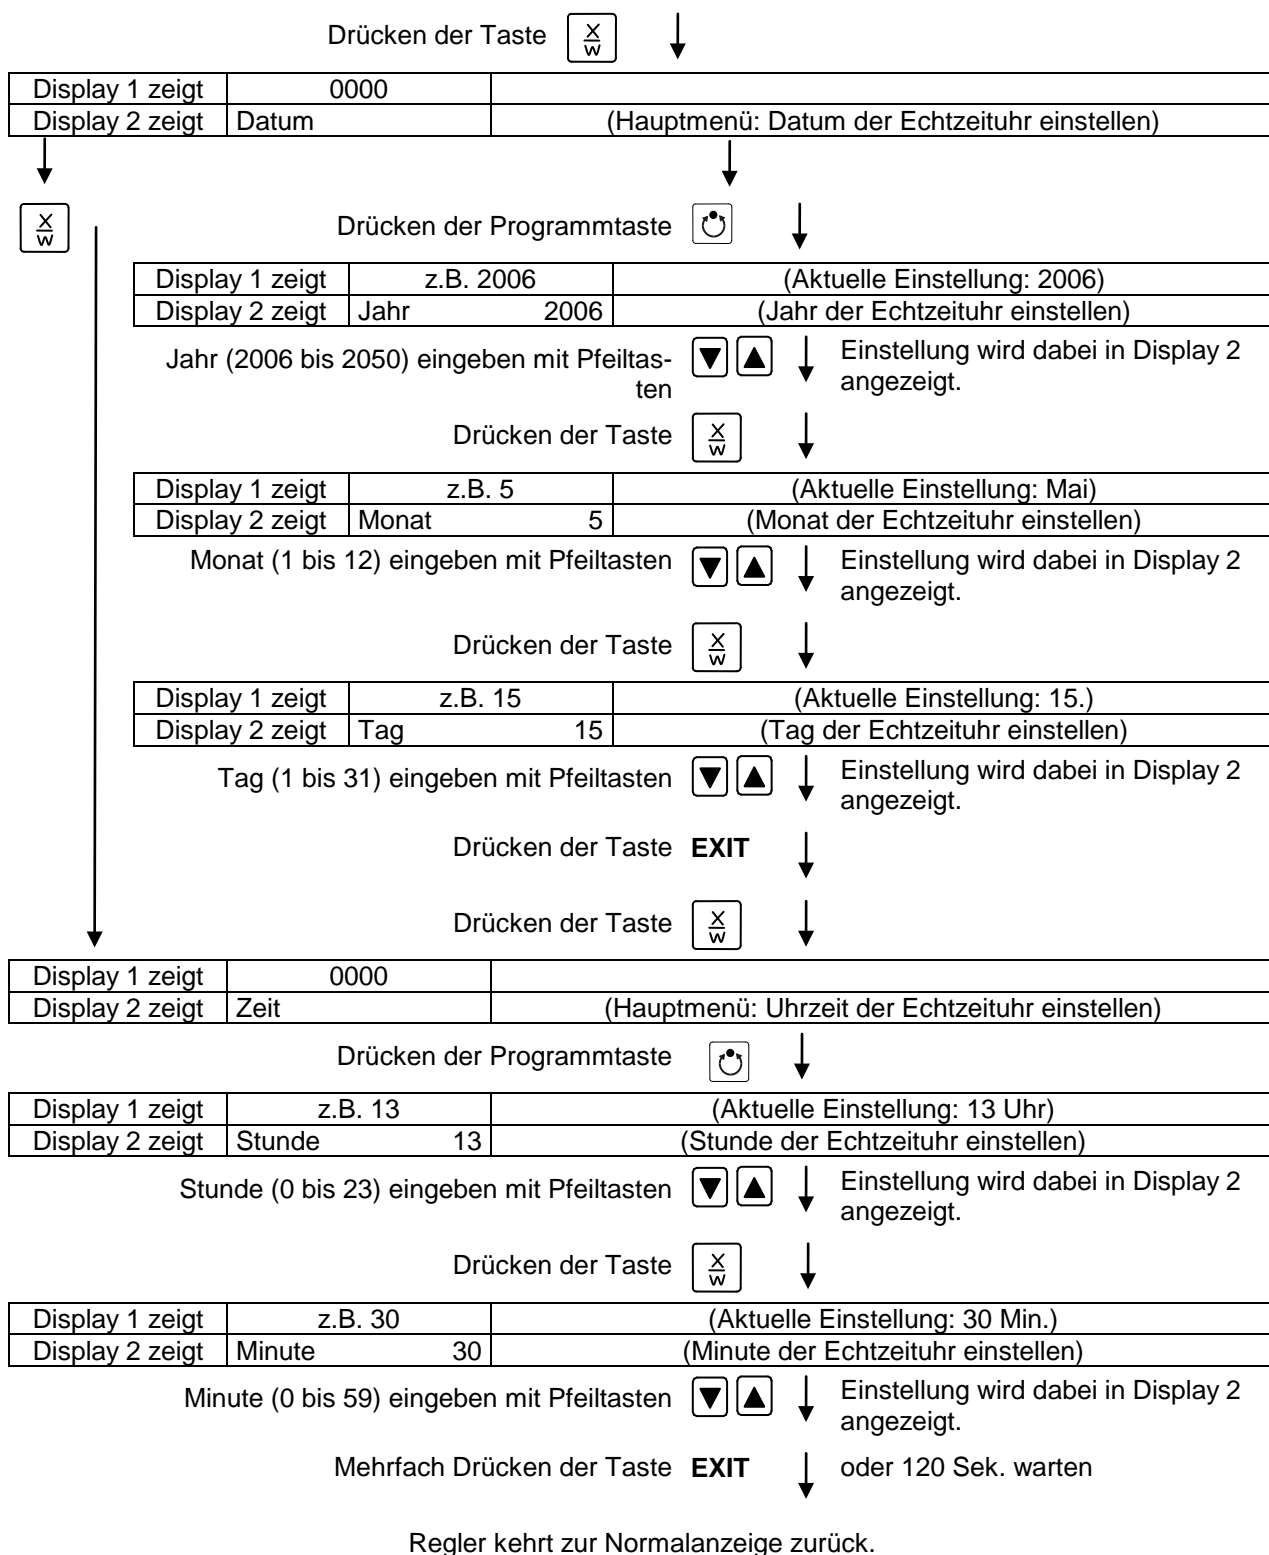 Drücken der Taste X W
Display 1 zeigt 0000
Display 2 zeigt Datum (Hauptmenü: Datum der Echtzeituhr einstellen)
X W
Drücken der Programmtaste
Display 1 zeigt z.B. 2006 (Aktuelle Einstellung: 2006)
Display 2 zeigt Jahr 2006 (Jahr der Echtzeituhr einstellen)
Jahr (2006 bis 2050) eingeben mit Pfeiltas-
ten
Einstellung wird dabei in Display 2
angezeigt.
Drücken der Taste X W
Display 1 zeigt z.B. 5 (Aktuelle Einstellung: Mai)
Display 2 zeigt Monat 5 (Monat der Echtzeituhr einstellen)
Monat (1 bis 12) eingeben mit Pfeiltasten
Einstellung wird dabei in Display 2
angezeigt.
Drücken der Taste X W
Display 1 zeigt z.B. 15 (Aktuelle Einstellung: 15.)
Display 2 zeigt Tag 15 (Tag der Echtzeituhr einstellen)
Tag (1 bis 31) eingeben mit Pfeiltasten
Einstellung wird dabei in Display 2
angezeigt.
Drücken der Taste EXIT
Drücken der Taste X W
Display 1 zeigt 0000
Display 2 zeigt Zeit (Hauptmenü: Uhrzeit der Echtzeituhr einstellen)
Drücken der Programmtaste
Display 1 zeigt z.B. 13 (Aktuelle Einstellung: 13 Uhr)
Display 2 zeigt Stunde 13 (Stunde der Echtzeituhr einstellen)
Stunde (0 bis 23) eingeben mit Pfeiltasten
Einstellung wird dabei in Display 2
angezeigt.
Drücken der Taste X W
Display 1 zeigt z.B. 30 (Aktuelle Einstellung: 30 Min.)
Display 2 zeigt Minute 30 (Minute der Echtzeituhr einstellen)
Minute (0 bis 59) eingeben mit Pfeiltasten
Einstellung wird dabei in Display 2
angezeigt.
Mehrfach Drücken der Taste EXIT oder 120 Sek. warten
Regler kehrt zur Normalanzeige zurück.